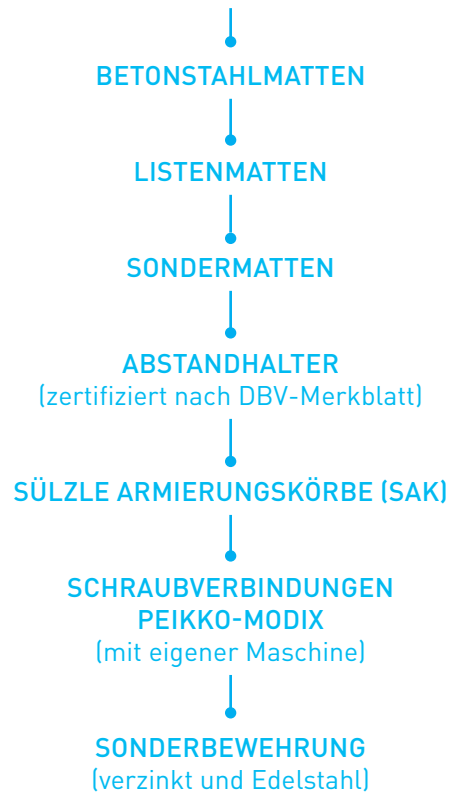 BETONSTAHLMATTEN
LISTENMATTEN
SONDERMATTEN
ABSTANDHALTER
(zertifiziert nach DBV-Merkblatt)
SÜLZLE ARMIERUNGSKÖRBE (SAK)
SCHRAUBVERBINDUNGEN
PEIKKO-MODIX
(mit eigener Maschine)
SONDERBEWEHRUNG
(verzinkt und Edelstahl)